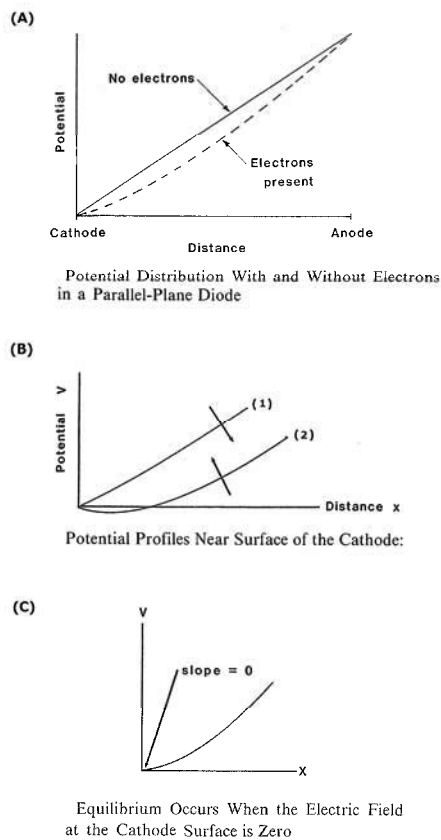 (A)
No electrons
Potential
Electrons
present
Cathode
Anode
Distance
Potential Distribution With and Without Electrons
in a Parallel-Plane Diode
(B)
Potential V
(1)
(2)
Distance x
Potential Profiles Near Surface of the Cathode:
(C)
V
slope = 0
X
Equilibrium Occurs When the Electric Field
at the Cathode Surface is Zero